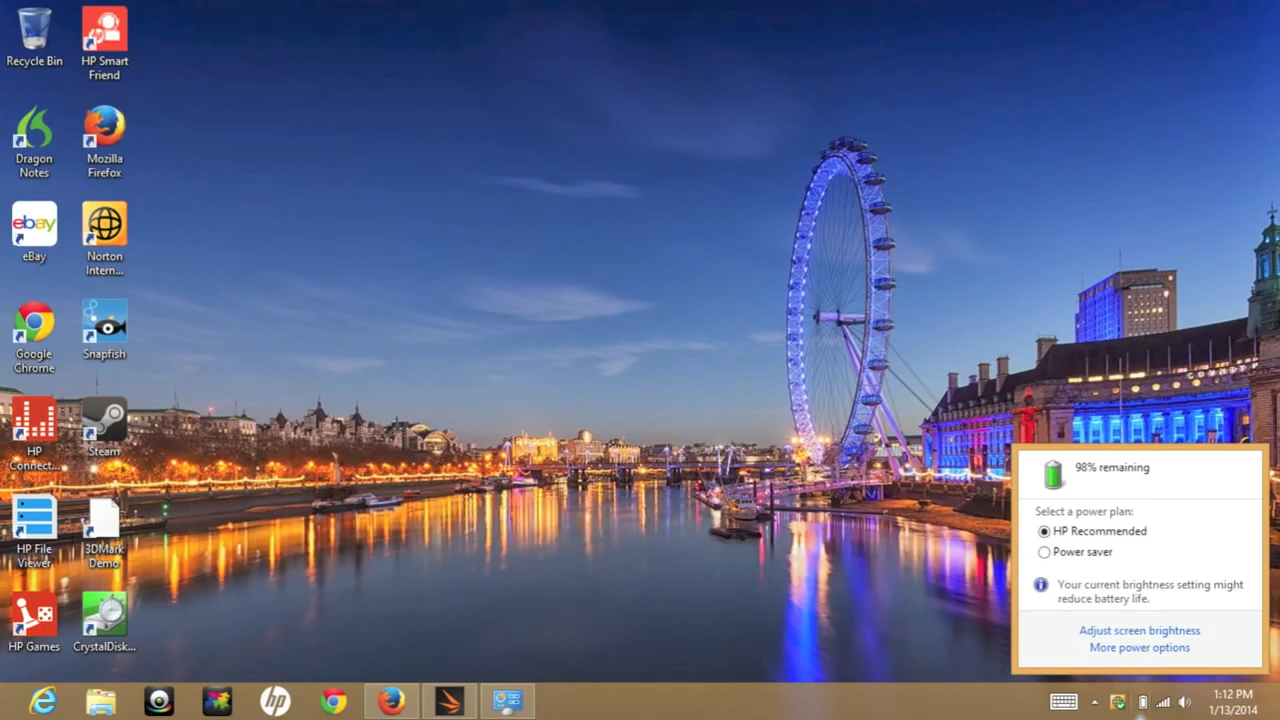 Recycle Bin
HP Smart
Friend
Dragon
Notes
Mozilla
Firefox
ebay
eBay
Norton
Intern...
Google
Chrome
Snapfish
HP
Connect...
Steam
HP File
Viewer
3DMark
Demo
HP Games
CrystalDisk...
98% remaining
Select a power plan:
HP Recommended
Power saver
Your current brightness setting might
reduce battery life.
Adjust screen brightness
More power options
hp
1:12 PM
1/13/2014